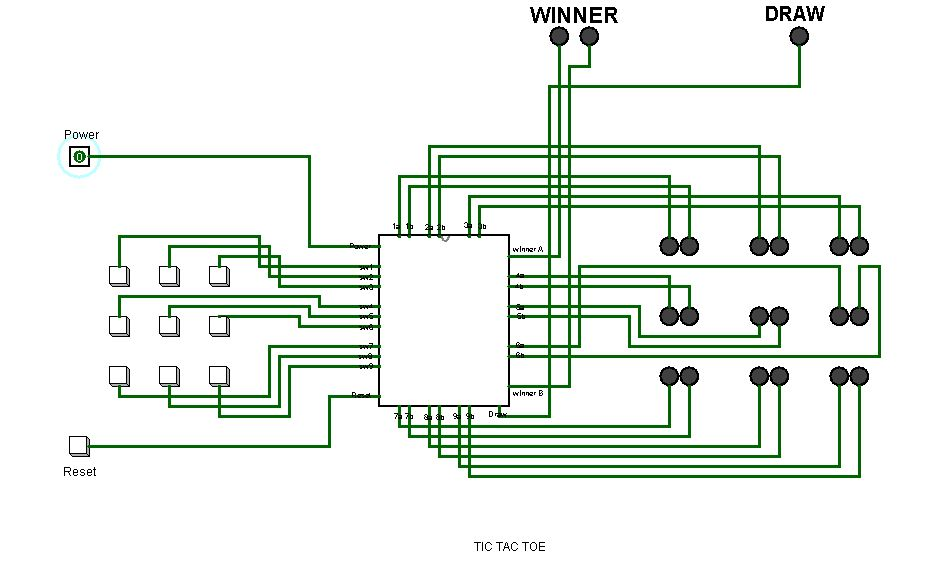 WINNER
DRAW
Power
0
1a 1b 2a 2b 3a 3b
Power
winner A
sw1
sw2
sw3
4a
4b
sw4
sw5
sw6
5a
5b
sw7
sw8
sw9
6a
6b
Reset
winner B
7a 7b 8a 8b 9a 9b Draw
Reset
TIC TAC TOE